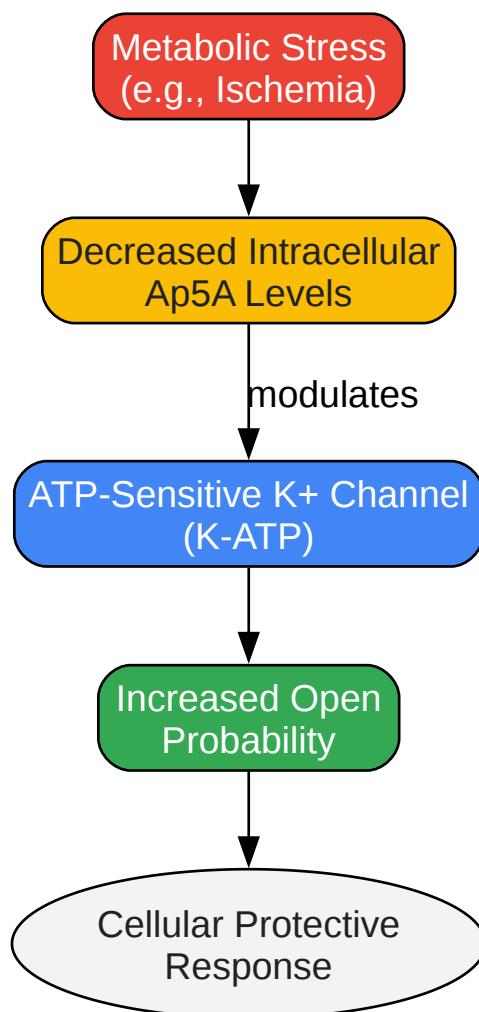 Metabolic Stress
(e.g., Ischemia)
Decreased Intracellular
Ap5A Levels
modulates
ATP-Sensitive K+ Channel
(K-ATP)
Increased Open
Probability
Cellular Protective
Response